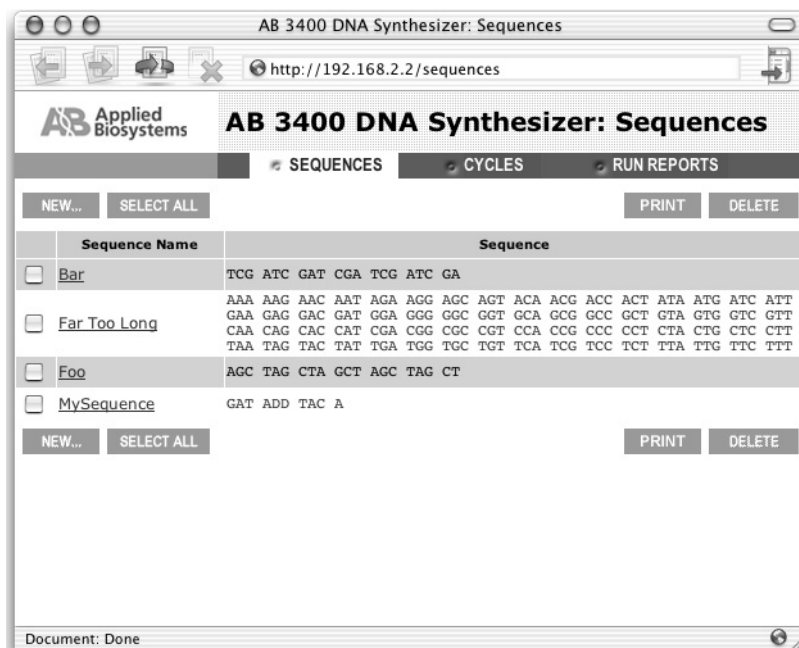 AB 3400 DNA Synthesizer: Sequences
http://192.168.2.2/sequences
AB Applied Biosystems
AB 3400 DNA Synthesizer: Sequences
SEQUENCES CYCLES RUN REPORTS
NEW... SELECT ALL PRINT DELETE
Sequence Name Sequence
Bar TCG ATC GAT CGA TCG ATC GA
Far Too Long
AAA AAG AAC AAT AGA AGG AGC AGT ACA ACG ACC ACT ATA ATG ATC ATT
GAA GAG GAC GAT GGA GGG GGC GGT GCA GCG GCC GCT GTA GTG GTC GTT
CAA CAG CAC CAT CGA CGG CGC CGT CCA CCG CCC CCT CTA CTG CTC CTT
TAA TAG TAC TAT TGA TGG TGC TGT TCA TCG TCC TCT TTA TTG TTC TTT
Foo AGC TAG CTA GCT AGC TAG CT
MySequence GAT ADD TAC A
NEW... SELECT ALL PRINT DELETE
Document: Done